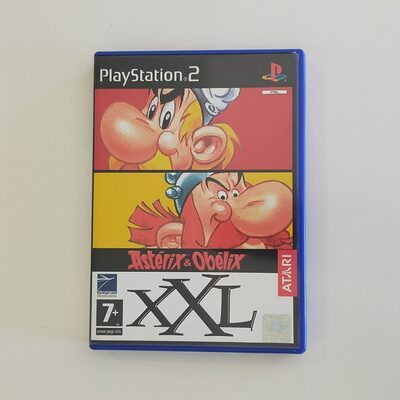 PlayStation®2
PAL
Astérix & Obélix
XXL
ATARI
7+
www.pegi.info